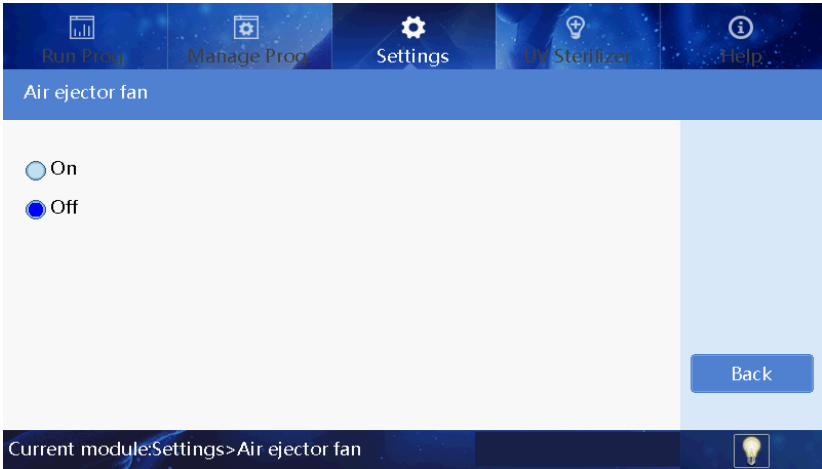 Run Prog.
Manage Prog.
Settings
UV Sterilizer
Help
Air ejector fan
On
Off
Back
Current module:Settings>Air ejector fan